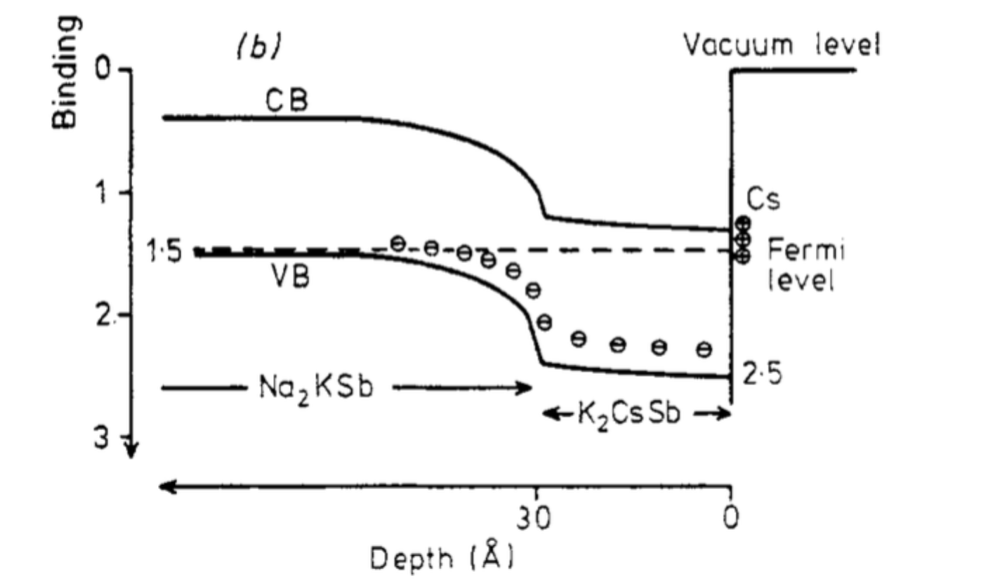 Binding
(b)
Vacuum level
0
CB
1
Cs
1·5
Fermi
level
VB
2
2·5
Na₂KSb
K₂CsSb
3
30
0
Depth (Å)